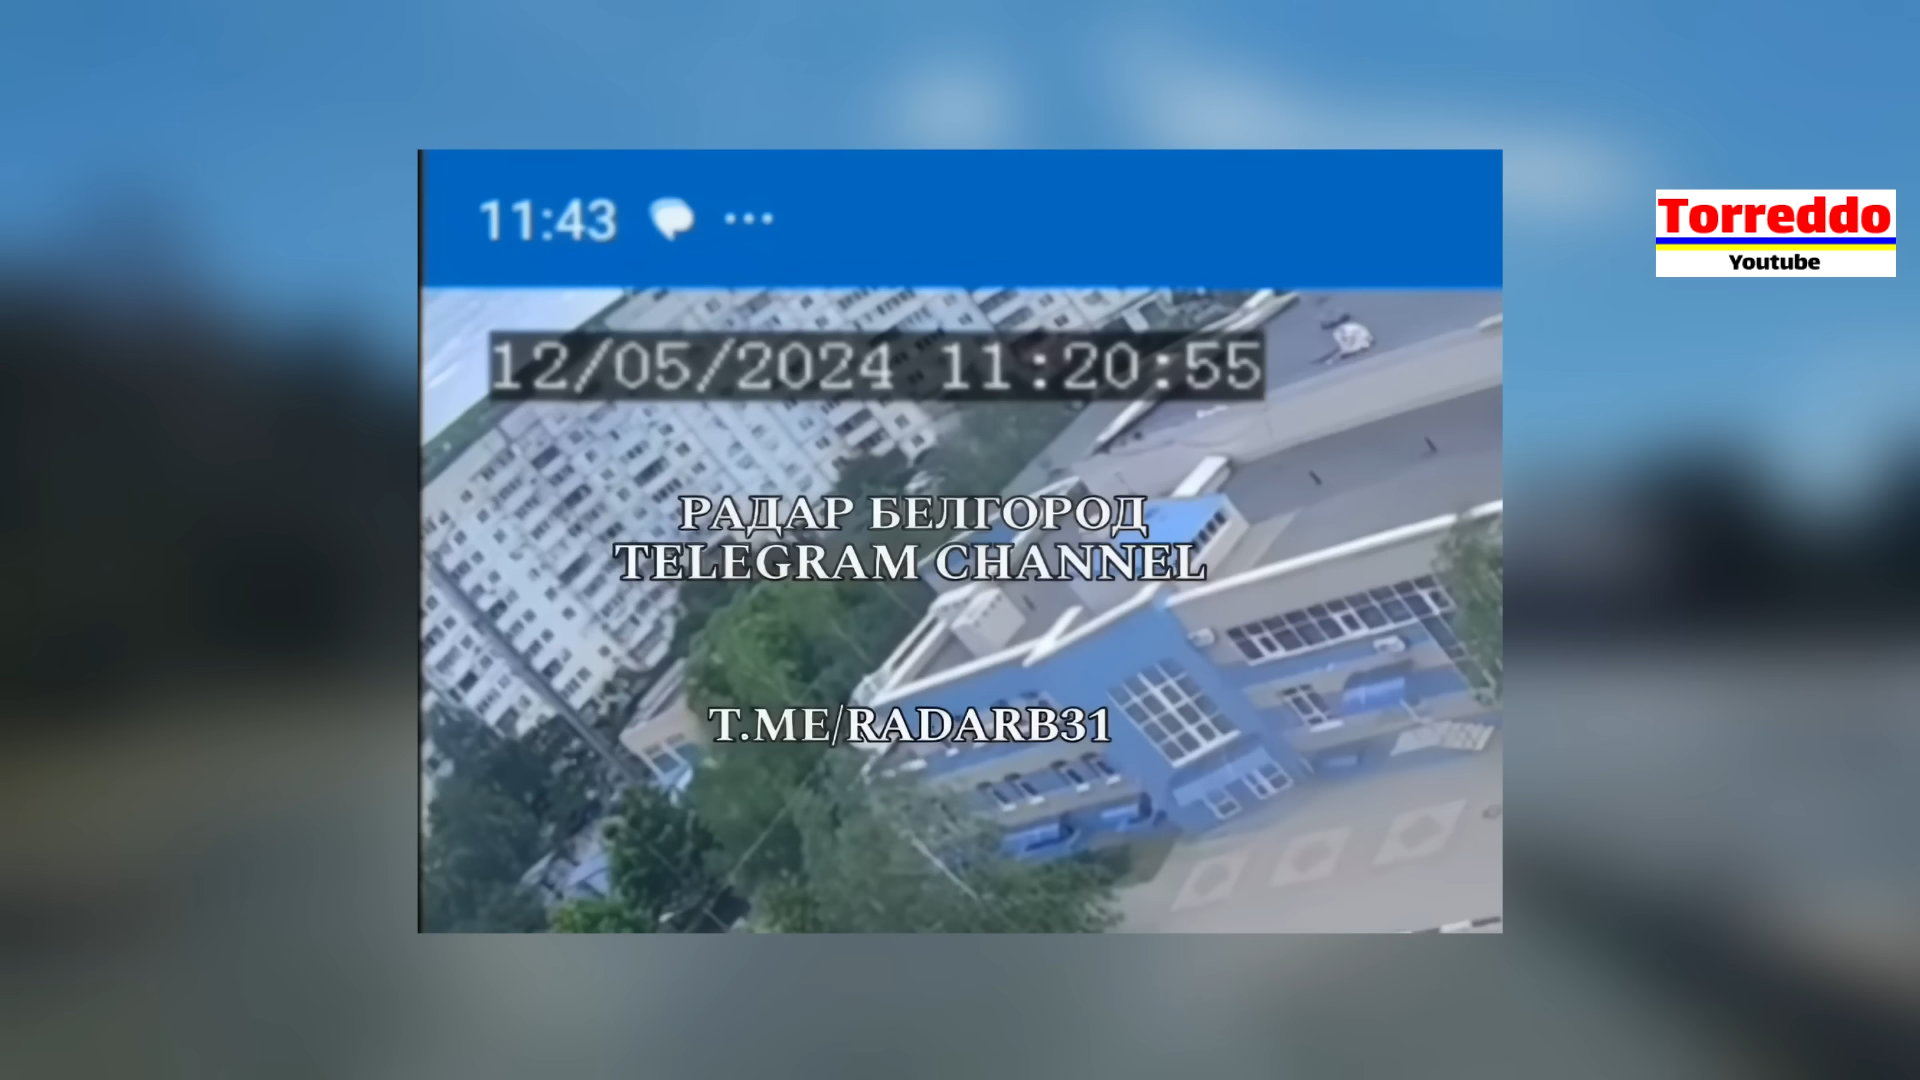 11:43
Torreddo
Youtube
12/05/2024 11:20:55
РАДАР БЕЛГОРОД
TELEGRAM CHANNEL
T.ME/RADARB31